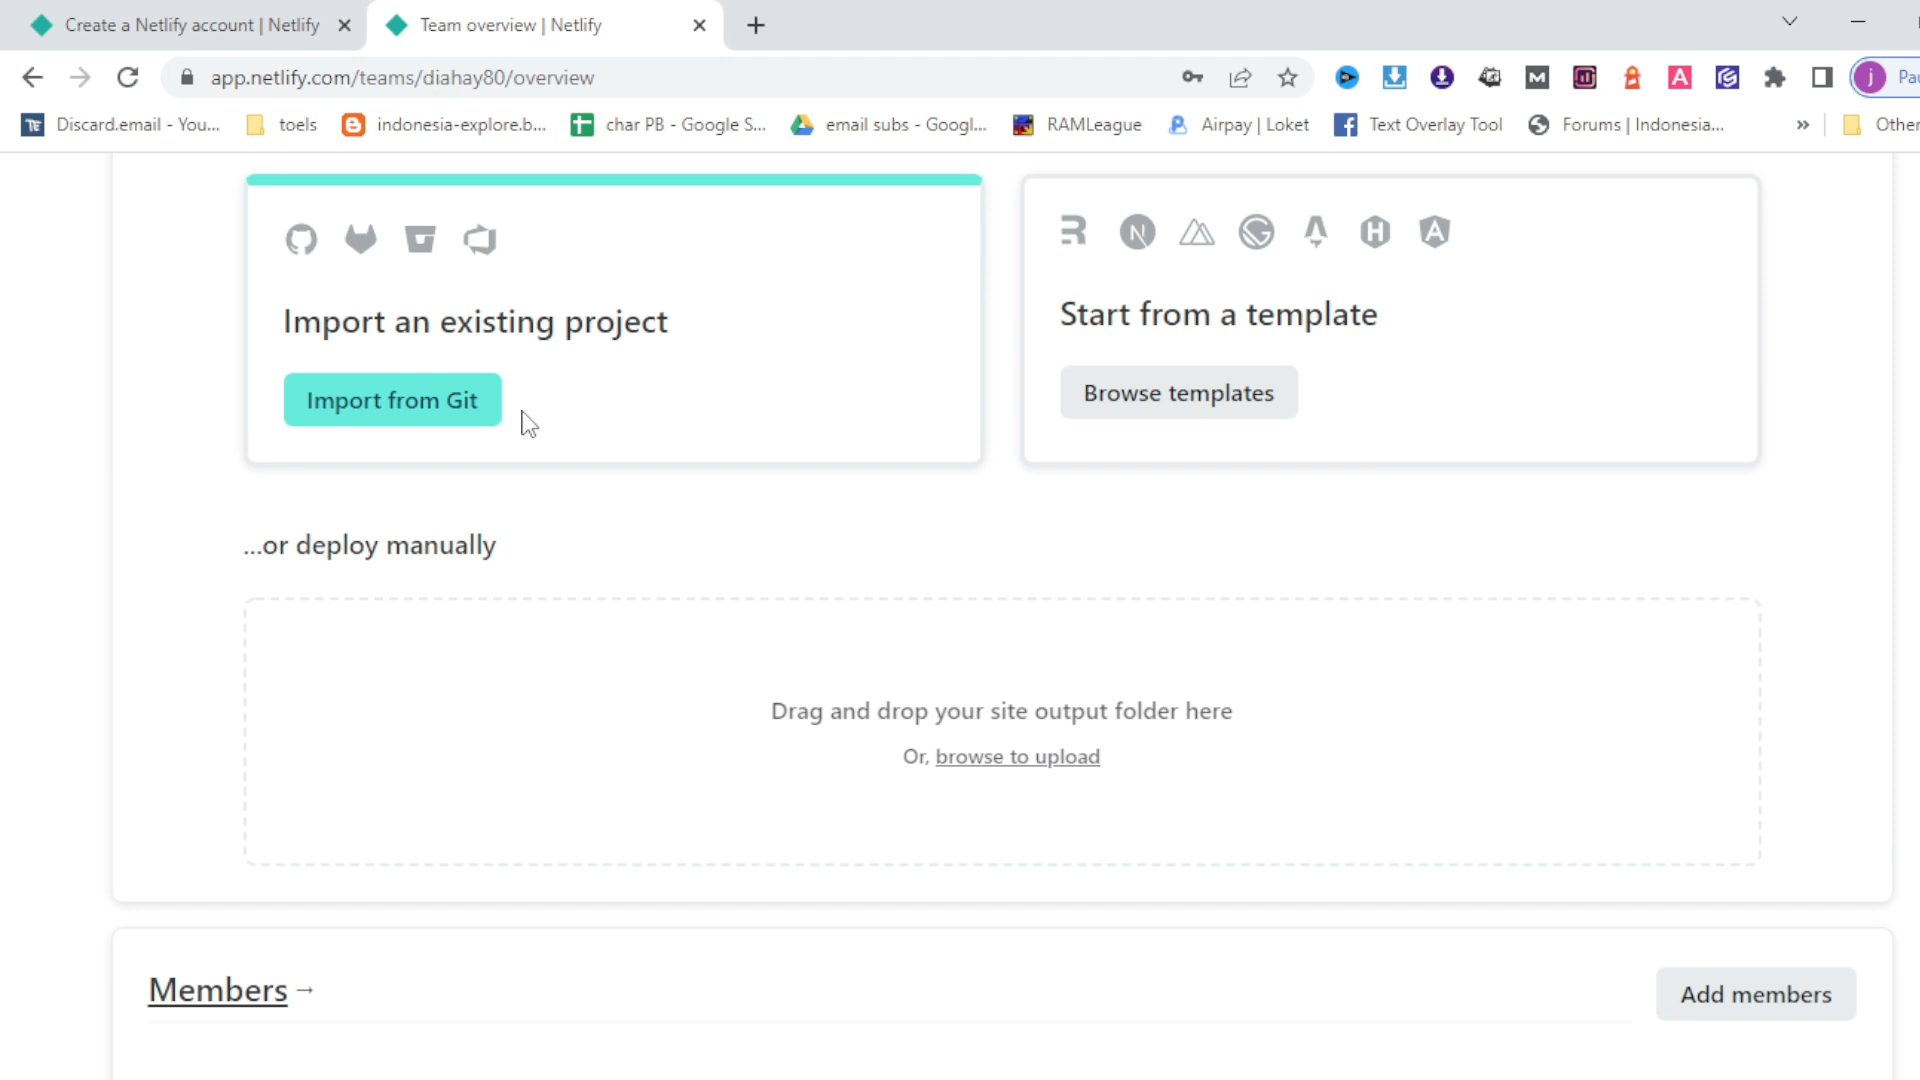 Create a Netlify account | Netlify
Team overview | Netlify
app.netlify.com/teams/diahay80/overview
Discard.email - You...
toels
indonesia-explore.b...
char PB - Google S...
email subs - Googl...
RAMLeague
Airpay | Loket
Text Overlay Tool
Forums | Indonesia...
»
Other
j
Pau
Import an existing project
Import from Git
Start from a template
Browse templates
...or deploy manually
Drag and drop your site output folder here
Or, browse to upload
Members →
Add members